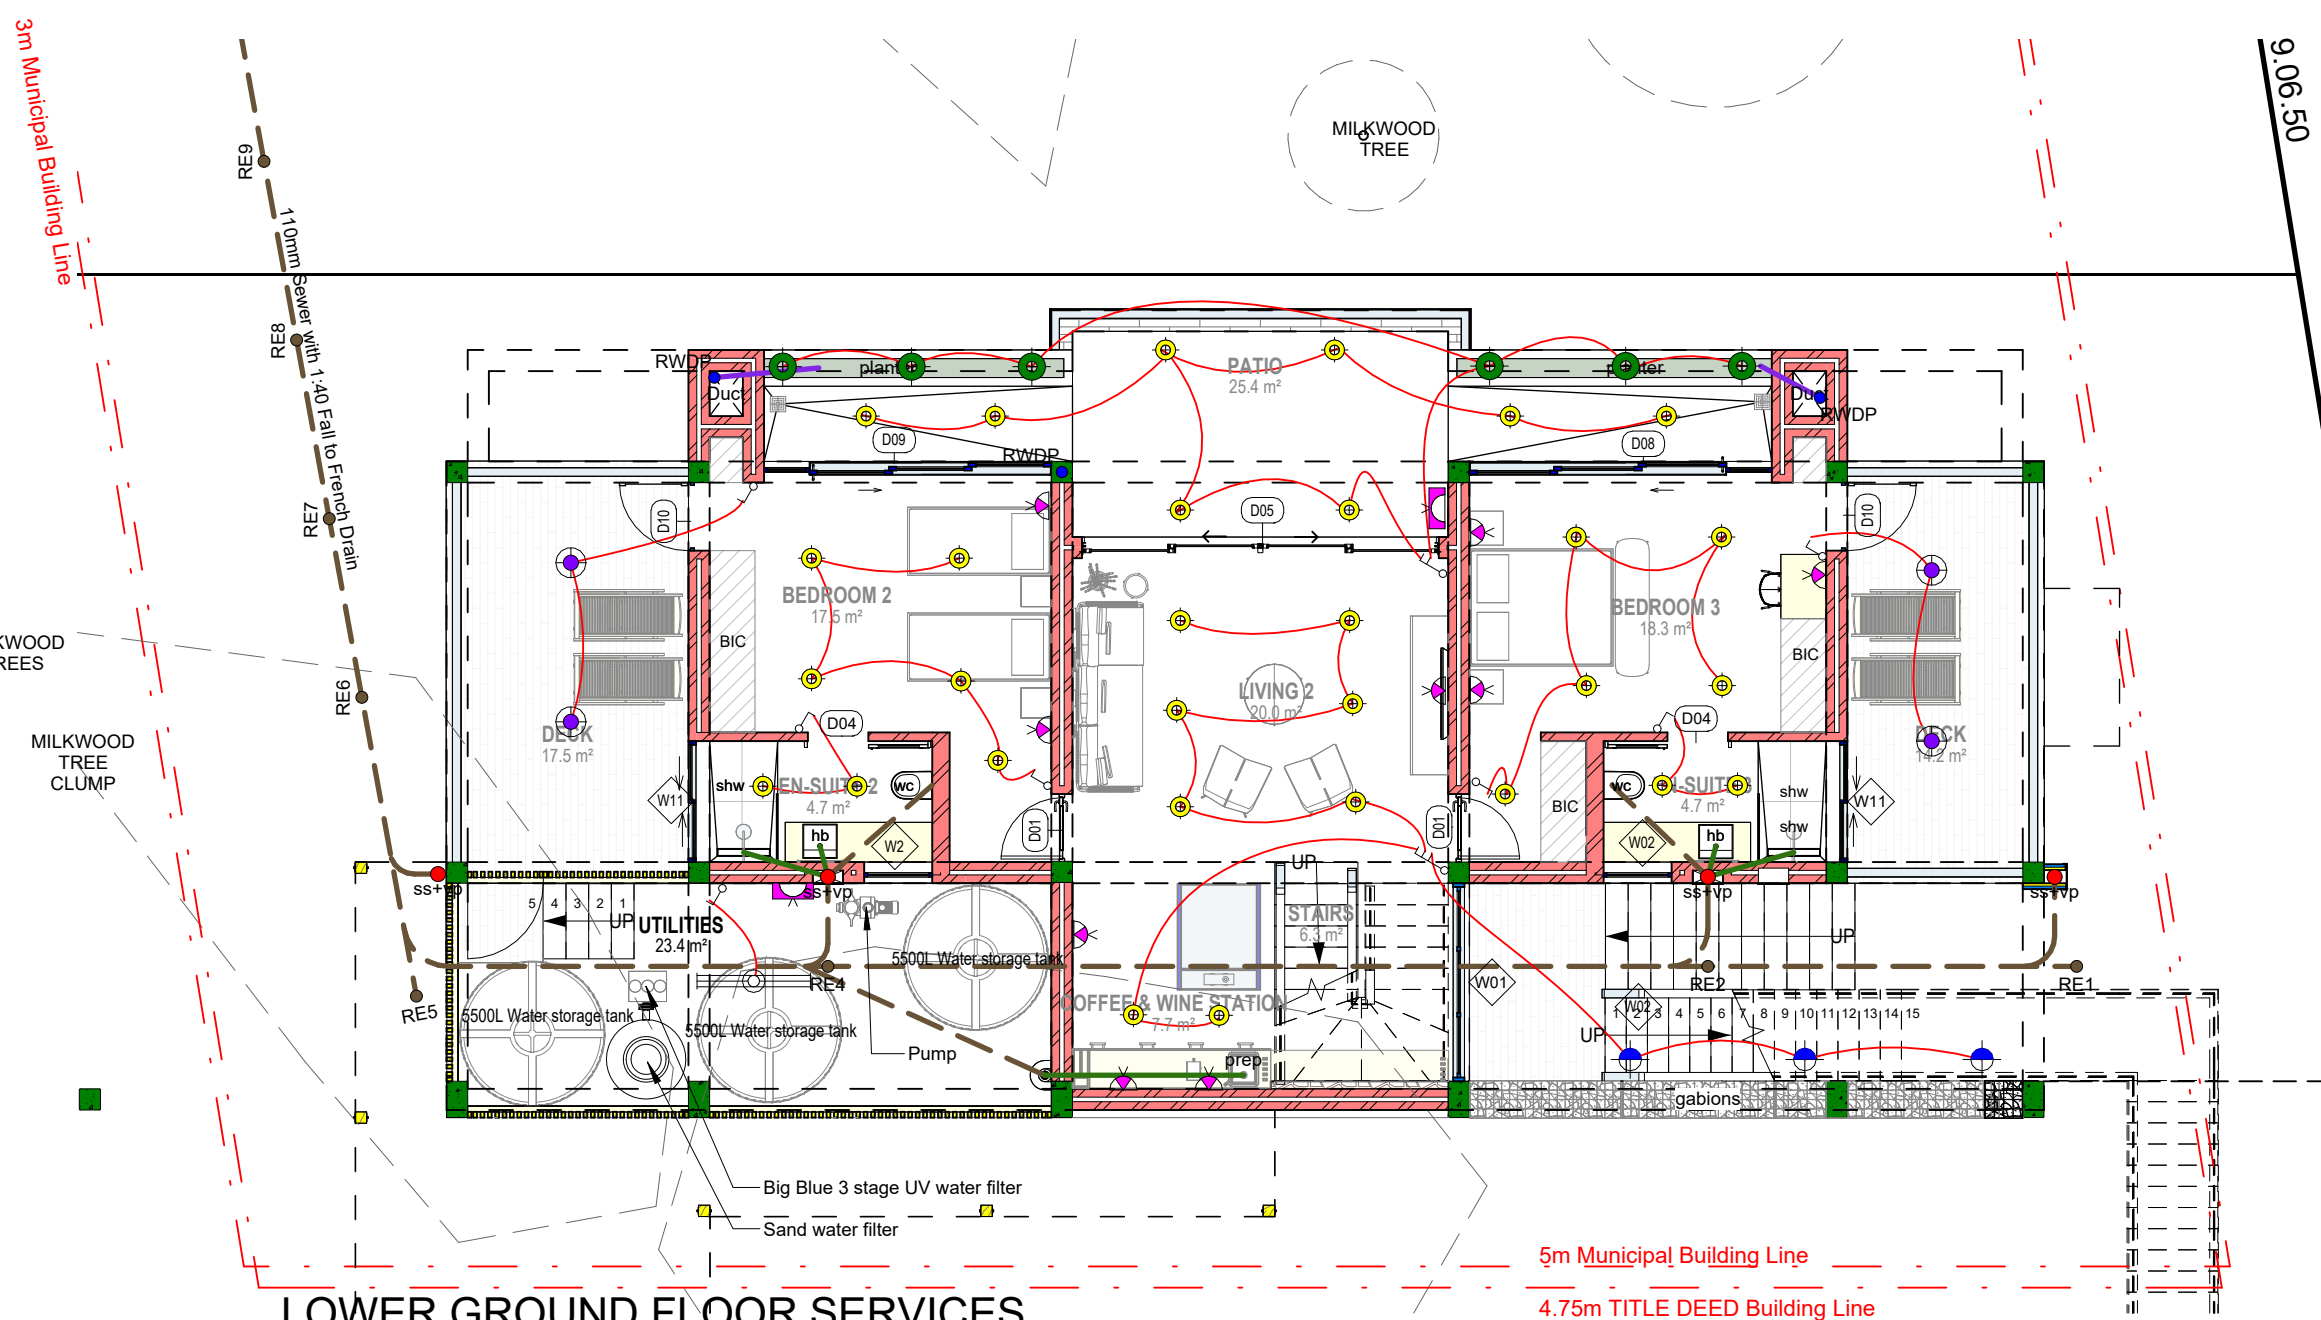 3m Municipal Building Line
9.06.50
MILKWOOD
TREE
RE9
110mm Sewer with 1:40 Fall to French Drain
RE8
RE7
RE6
RWDP
Duct
planter
PATIO
25.4 m²
RWDP
D09
RWDP
D08
D10
D05
D10
BEDROOM 2
17.5 m²
BEDROOM 3
18.3 m²
BIC
BIC
LIVING 2
20.0 m²
MILKWOOD
TREE
CLUMP
DECK
17.5 m²
D04
D04
DECK
14.2 m²
W11
shw
EN-SUITE 2
4.7 m²
wc
hb
W2
D01
D01
BIC
wc
4.7 m²
W02
hb
shw
shw
W11
UP
ss+vp
ss+vp
ss+vp
ss+vp
5 4 3 2 1
UP
UTILITIES
23.4 m²
STAIRS
6.3 m²
UP
5500L Water storage tank
RE4
RE2
RE1
W01
RE5
5500L Water storage tank
5500L Water storage tank
COFFEE & WINE STATION
7.7 m²
W02
UP
1 2 3 4 5 6 7 8 9 10 11 12 13 14 15
Pump
prep
gabions
Big Blue 3 stage UV water filter
Sand water filter
5m Municipal Building Line
LOWER GROUND FLOOR SERVICES
4.75m TITLE DEED Building Line